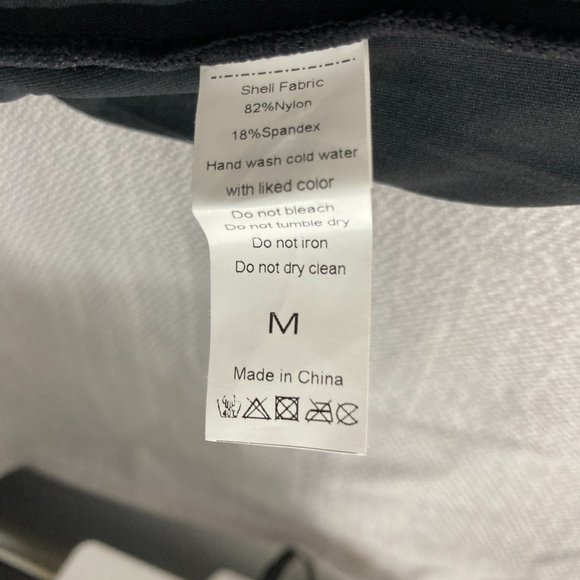 Shell Fabric
82%Nylon
18%Spandex
Hand wash cold water
with liked color
Do not bleach
Do not tumble dry
Do not iron
Do not dry clean
M
Made in China